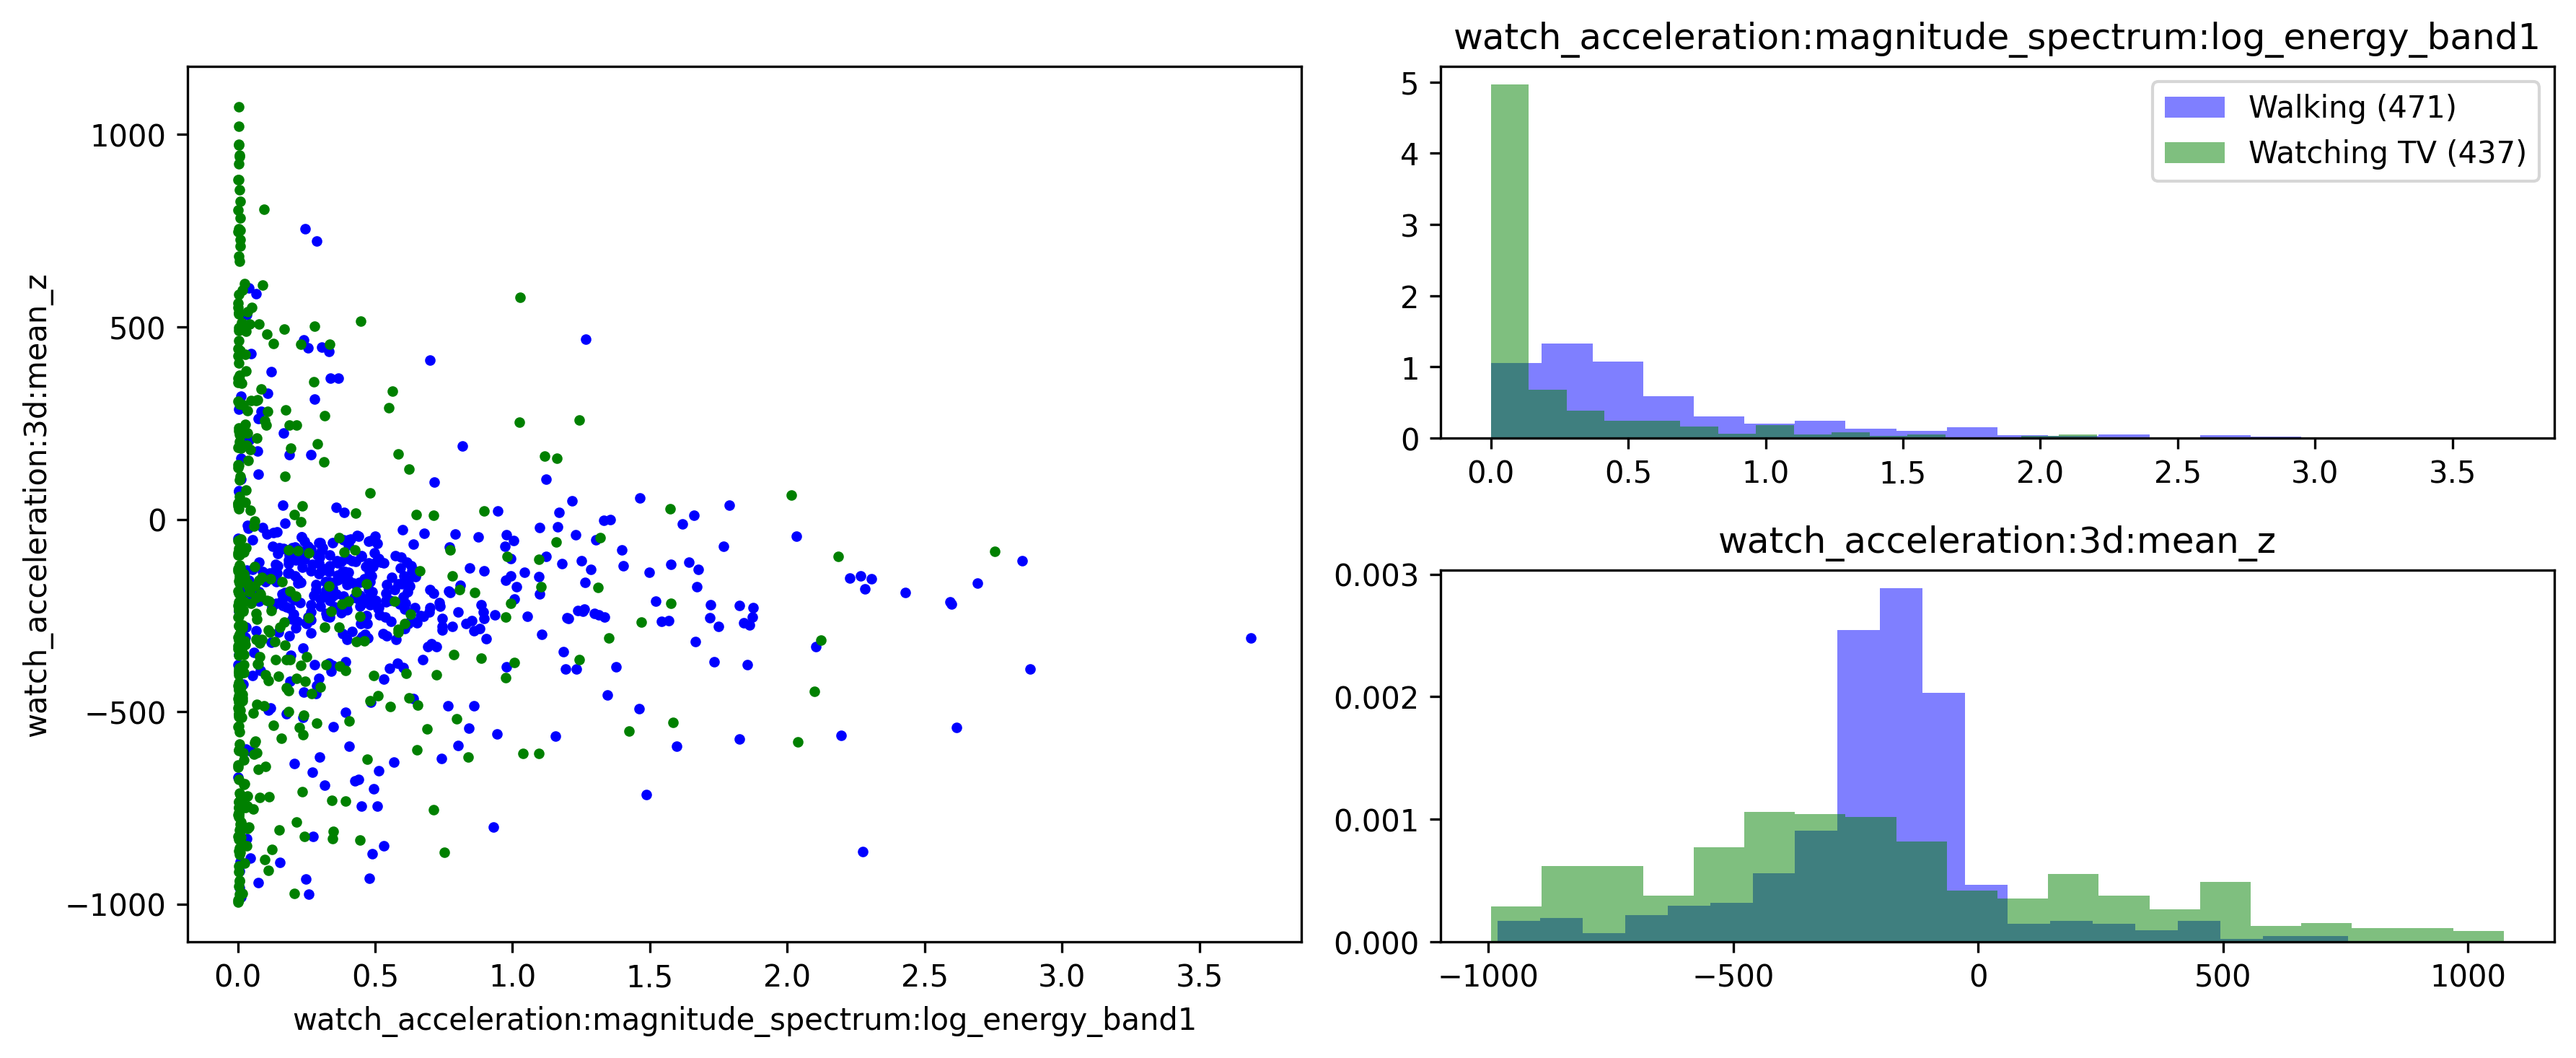 watch_acceleration:3d:mean_z
1000
500
0
−500
−1000
0.0 0.5 1.0 1.5 2.0 2.5 3.0 3.5
watch_acceleration:magnitude_spectrum:log_energy_band1
watch_acceleration:magnitude_spectrum:log_energy_band1
5
4
3
2
1
0
Walking (471)
Watching TV (437)
0.0 0.5 1.0 1.5 2.0 2.5 3.0 3.5
watch_acceleration:3d:mean_z
0.003
0.002
0.001
0.000
−1000 −500 0 500 1000